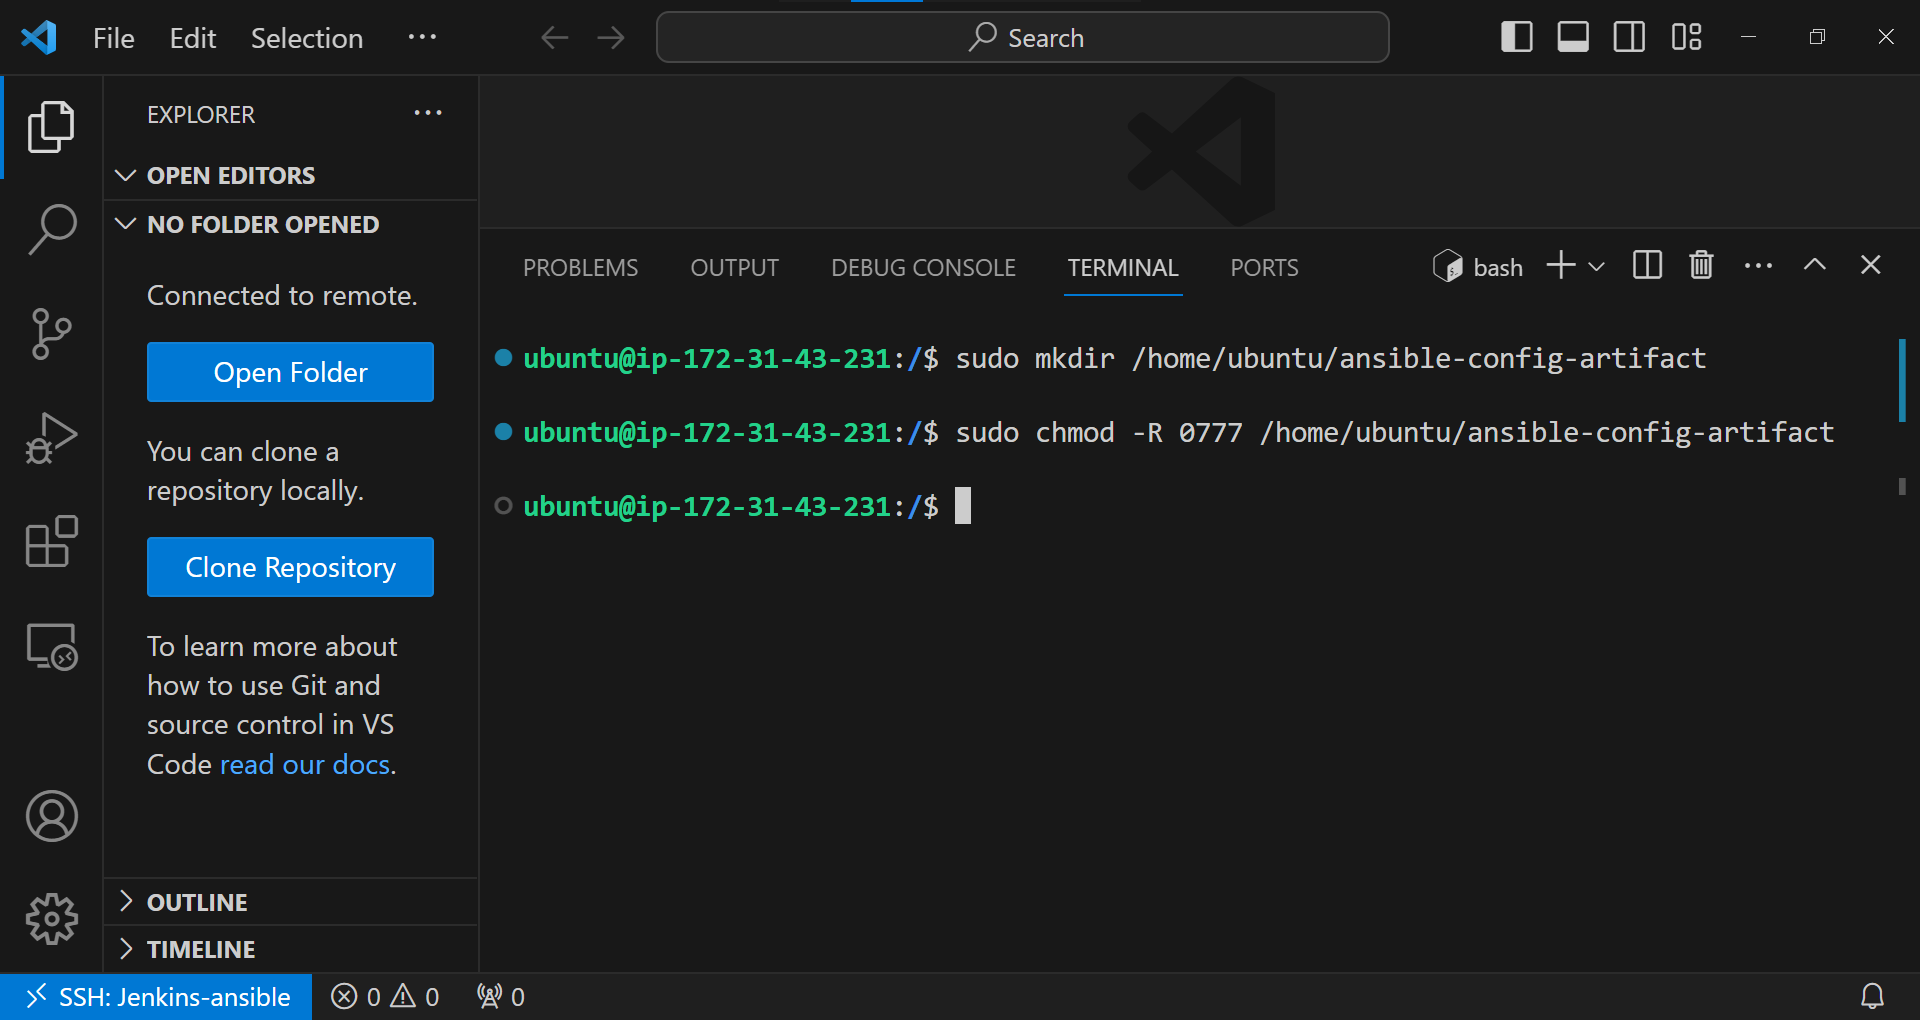 File Edit Selection ···
Search
EXPLORER ···
OPEN EDITORS
NO FOLDER OPENED
Connected to remote.
Open Folder
You can clone a
repository locally.
Clone Repository
To learn more about
how to use Git and
source control in VS
Code read our docs.
OUTLINE
TIMELINE
PROBLEMS OUTPUT DEBUG CONSOLE TERMINAL PORTS bash ···
ubuntu@ip-172-31-43-231:/$ sudo mkdir /home/ubuntu/ansible-config-artifact
ubuntu@ip-172-31-43-231:/$ sudo chmod -R 0777 /home/ubuntu/ansible-config-artifact
ubuntu@ip-172-31-43-231:/$
SSH: Jenkins-ansible 0 0 0